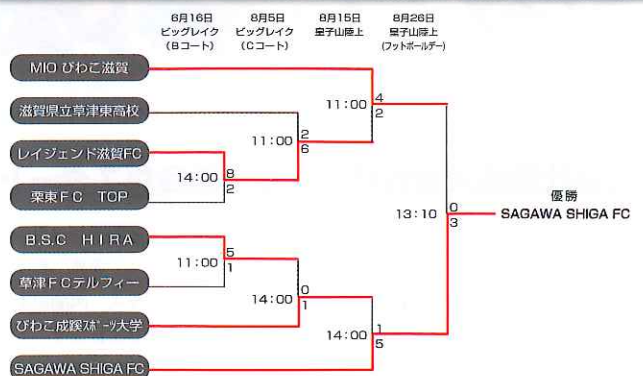 6月16日 8月5日 8月15日 8月26日
ビッグレイク ビッグレイク 皇子山陸上 皇子山陸上
(Bコート) (Cコート) (フットボールデー)
MIO びわこ滋賀
滋賀県立草津東高校
レイジェンド滋賀FC
栗東FC TOP
B.S.C HIRA
草津FCテルフィー
びわこ成蹊スポーツ大学
SAGAWA SHIGA FC
11:00
4
2
11:00
2
6
14:00
8
2
13:10
0
3
優勝
SAGAWA SHIGA FC
11:00
5
1
14:00
0
1
14:00
1
5